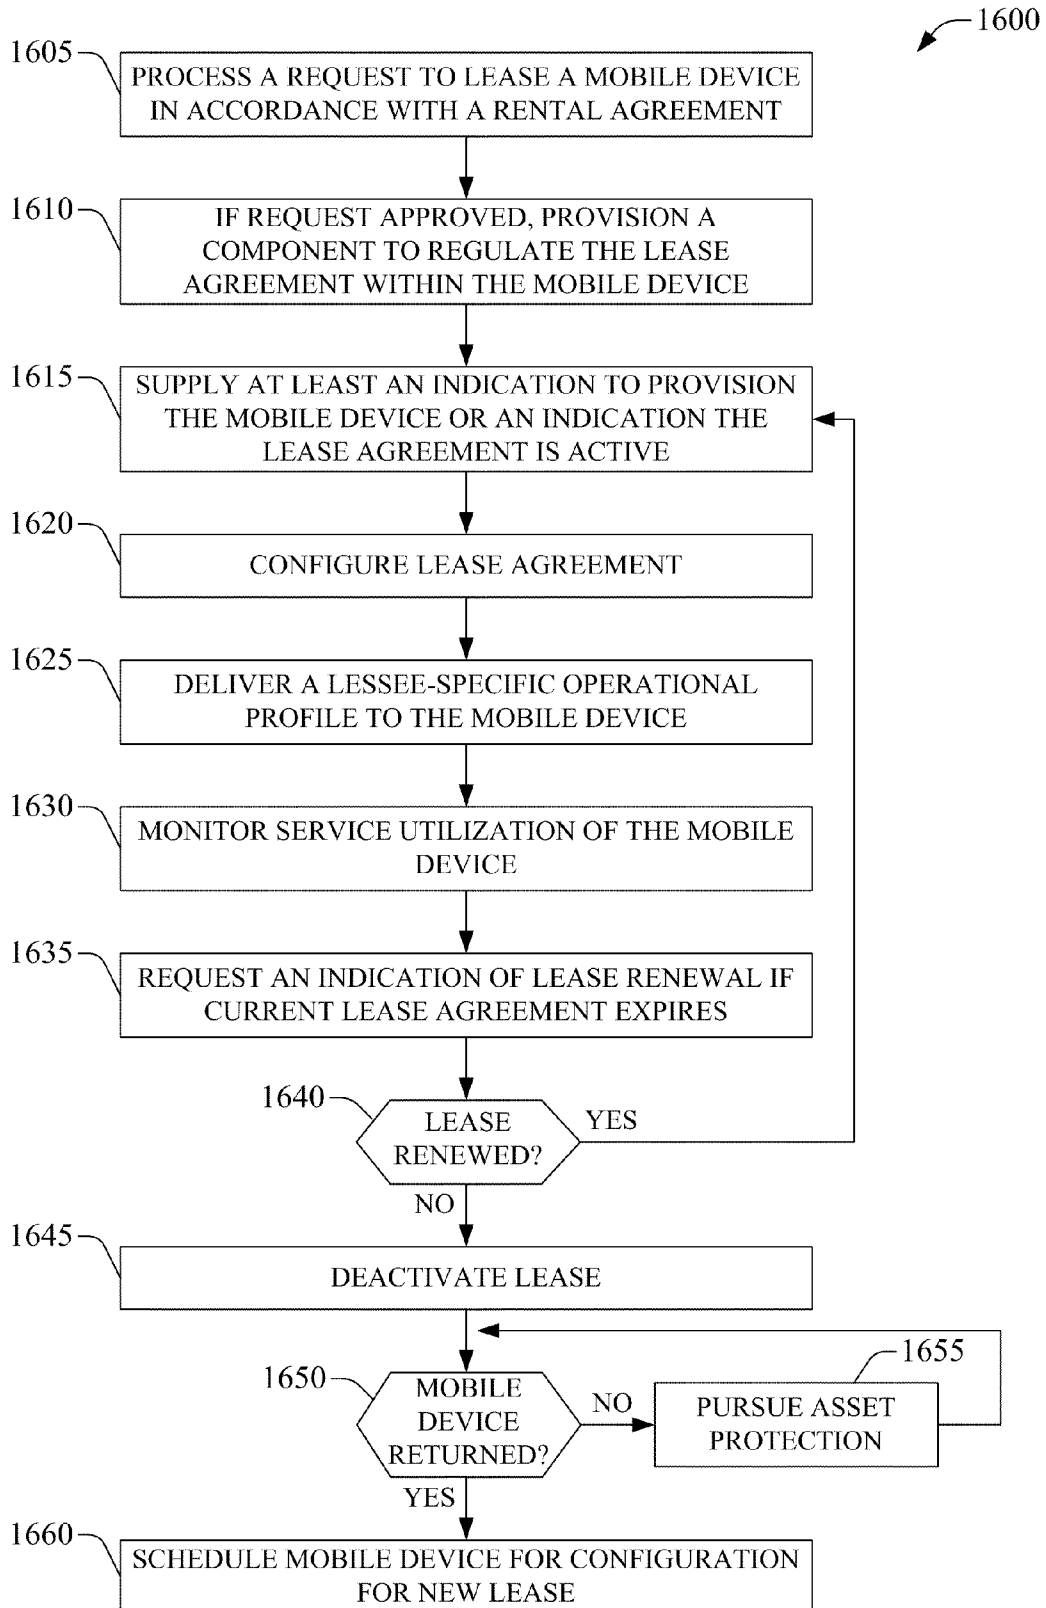 1600
1605
PROCESS A REQUEST TO LEASE A MOBILE DEVICE
IN ACCORDANCE WITH A RENTAL AGREEMENT
1610
IF REQUEST APPROVED, PROVISION A
COMPONENT TO REGULATE THE LEASE
AGREEMENT WITHIN THE MOBILE DEVICE
1615
SUPPLY AT LEAST AN INDICATION TO PROVISION
THE MOBILE DEVICE OR AN INDICATION THE
LEASE AGREEMENT IS ACTIVE
1620
CONFIGURE LEASE AGREEMENT
1625
DELIVER A LESSEE-SPECIFIC OPERATIONAL
PROFILE TO THE MOBILE DEVICE
1630
MONITOR SERVICE UTILIZATION OF THE MOBILE
DEVICE
1635
REQUEST AN INDICATION OF LEASE RENEWAL IF
CURRENT LEASE AGREEMENT EXPIRES
1640
LEASE
RENEWED?
YES
NO
1645
DEACTIVATE LEASE
1650
MOBILE
DEVICE
RETURNED?
NO
1655
PURSUE ASSET
PROTECTION
YES
1660
SCHEDULE MOBILE DEVICE FOR CONFIGURATION
FOR NEW LEASE